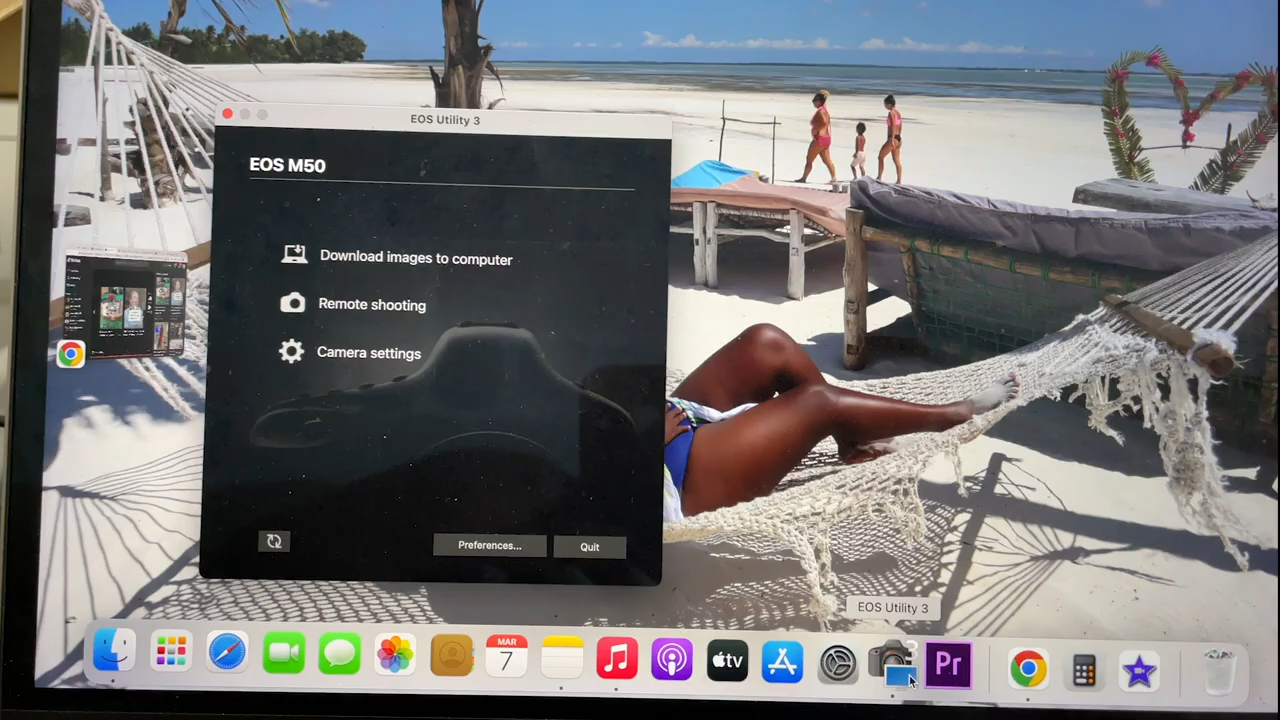 EOS Utility 3
EOS M50
Download images to computer
Remote shooting
Camera settings
Preferences...
Quit
EOS Utility 3
MAR
7
tv
3
Pr